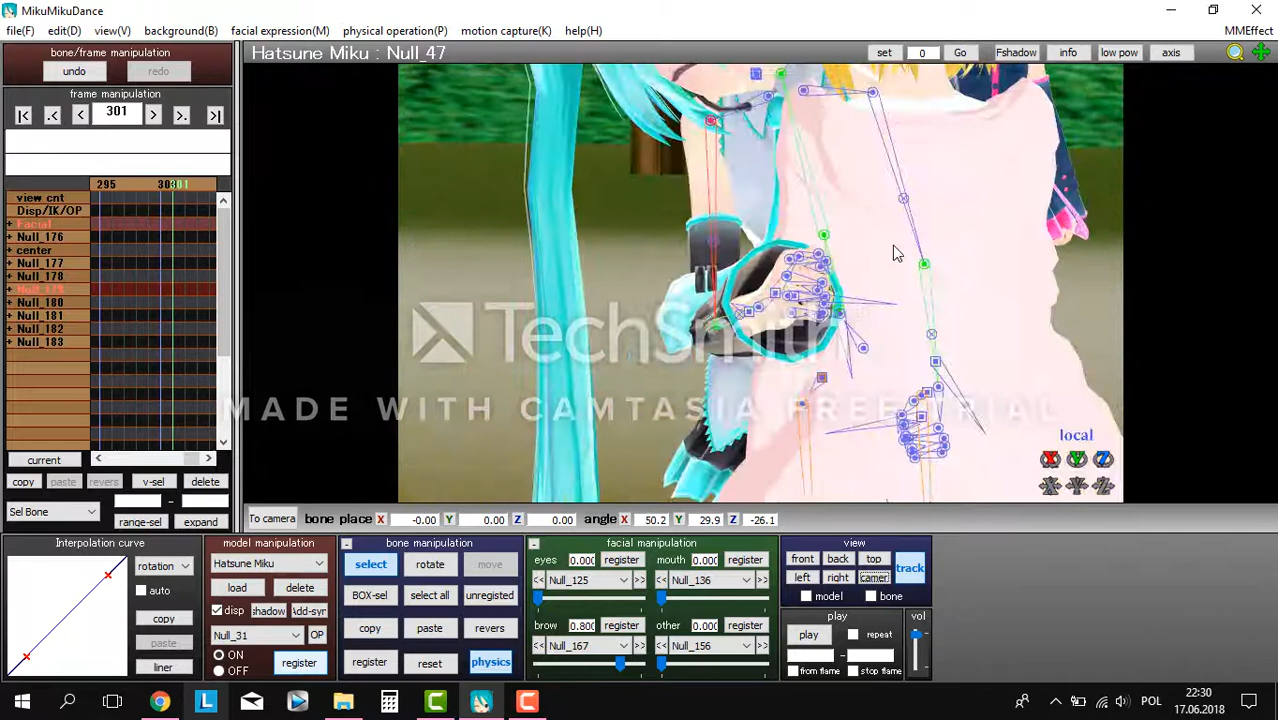 MikuMikuDance
file(F) edit(D) view(V) background(B) facial expression(M) physical operation(P) motion capture(K) help(H) MMEffect
bone/frame manipulation
undo redo
Hatsune Miku : Null_47
set 0 Go Fshadow info low pow axis
frame manipulation
|< .< < 301 > >. >|
295 301
view cnt
Disp/IK/OP
+ Facial
+ Null_176
+ center
+ Null_177
+ Null_178
+ Null_179
+ Null_180
+ Null_181
+ Null_182
+ Null_183
TechSmith
MADE WITH CAMTASIA FREE TRIAL
local
X Y Z
current
copy paste revers v-sel delete
Sel Bone -
range-sel expand
To camera bone place X -0.00 Y 0.00 Z 0.00 angle X 50.2 Y 29.9 Z -26.1
Interpolation curve
rotation
auto
copy
paste
liner
model manipulation
Hatsune Miku
load delete
disp shadow Add-syn
Null_31 OP
ON
OFF
register
- bone manipulation
select rotate move
BOX-sel select all unregisted
copy paste revers
register reset physics
- facial manipulation
eyes 0.000 register mouth 0.000 register
<< Null_125 >> << Null_136 >>
brow 0.800 register other 0.000 register
<< Null_167 >> << Null_156 >>
view
front back top
left right camer
track
model bone
play
play repeat
-
from flame stop flame
vol
POL
22:30
17.06.2018